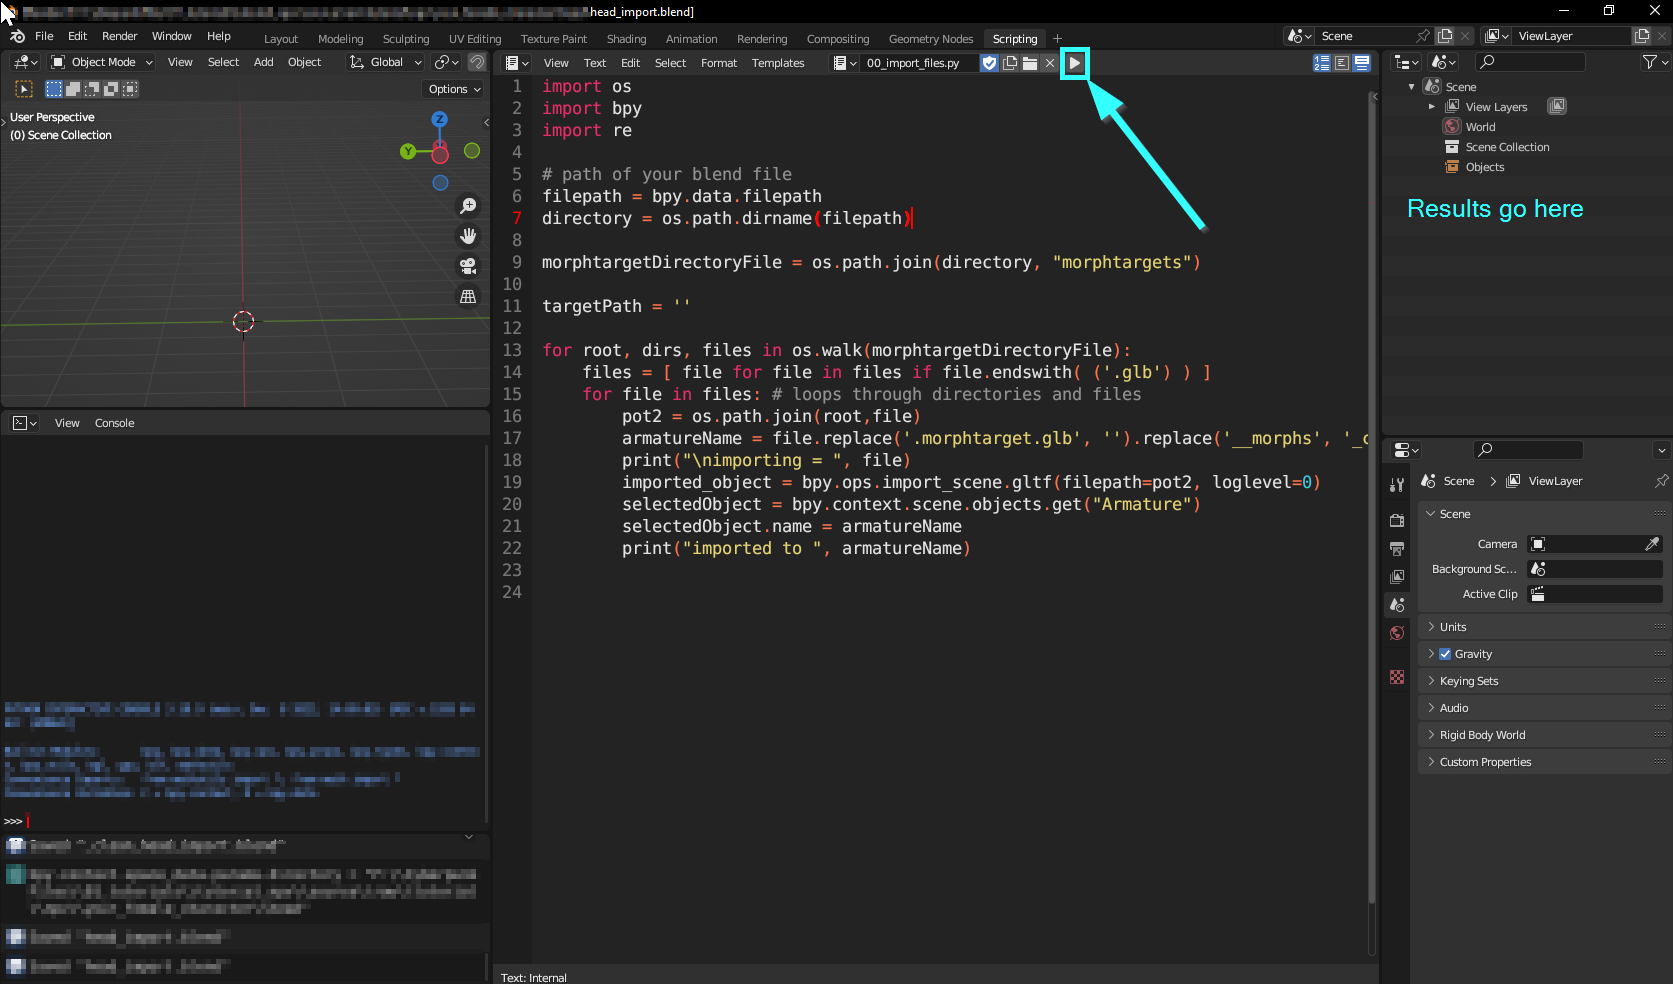 head_import.blend]
File Edit Render Window Help Layout Modeling Sculpting UV Editing Texture Paint Shading Animation Rendering Compositing Geometry Nodes Scripting + Scene ViewLayer
Object Mode View Select Add Object Global
Options
User Perspective
(0) Scene Collection
Z
Y
View Console
>>>
View Text Edit Select Format Templates 00_import_files.py
1 import os
2 import bpy
3 import re
4
5 # path of your blend file
6 filepath = bpy.data.filepath
7 directory = os.path.dirname(filepath)
8
9 morphtargetDirectoryFile = os.path.join(directory, "morphtargets")
10
11 targetPath = ''
12
13 for root, dirs, files in os.walk(morphtargetDirectoryFile):
14 files = [ file for file in files if file.endswith( ('.glb') ) ]
15 for file in files: # loops through directories and files
16 pot2 = os.path.join(root,file)
17 armatureName = file.replace('.morphtarget.glb', '').replace('__morphs', '_c
18 print("\nimporting = ", file)
19 imported_object = bpy.ops.import_scene.gltf(filepath=pot2, loglevel=0)
20 selectedObject = bpy.context.scene.objects.get("Armature")
21 selectedObject.name = armatureName
22 print("imported to ", armatureName)
23
24
Text: Internal
Scene
View Layers
World
Scene Collection
Objects
Results go here
Scene > ViewLayer
Scene
Camera
Background Sc...
Active Clip
Units
Gravity
Keying Sets
Audio
Rigid Body World
Custom Properties